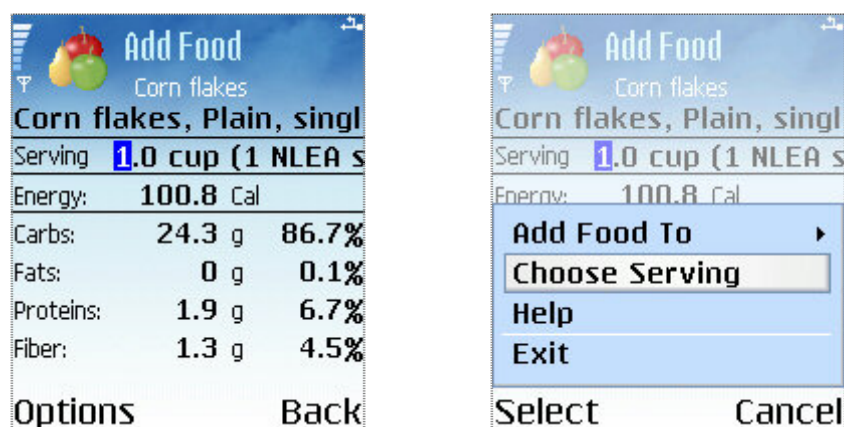 Add Food
Corn flakes
Corn flakes, Plain, singl
Serving 1.0 cup (1 NLEA s
Energy: 100.8 Cal
Carbs: 24.3 g 86.7%
Fats: 0 g 0.1%
Proteins: 1.9 g 6.7%
Fiber: 1.3 g 4.5%
Options Back
Add Food
Corn flakes
Corn flakes, Plain, singl
Serving 1.0 cup (1 NLEA s
Energy: 100.8 Cal
Add Food To
Choose Serving
Help
Exit
Select Cancel